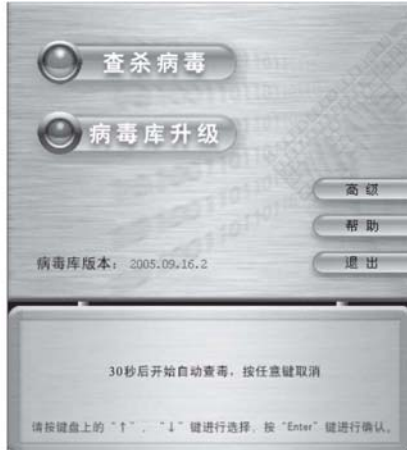 查杀病毒
病毒库升级
高级
帮助
病毒库版本：2005.09.16.2
退出
30秒后开始自动查毒，按任意键取消
请按键盘上的“↑”、“↓”键进行选择，按“Enter”键进行确认。